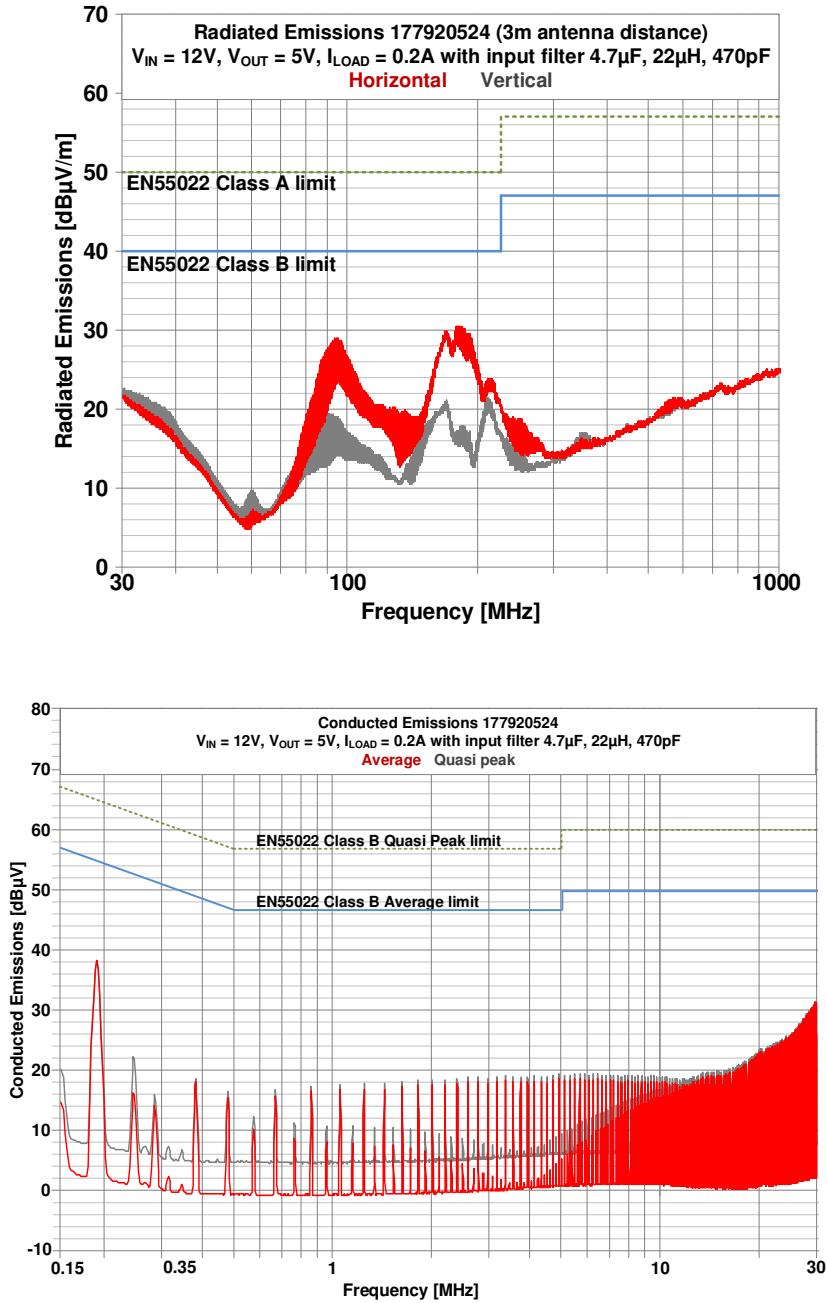 Radiated Emissions 177920524 (3m antenna distance)
VIN = 12V, VOUT = 5V, ILOAD = 0.2A with input filter 4.7µF, 22µH, 470pF
Horizontal Vertical
Radiated Emissions [dBµV/m]
70
60
50
40
30
20
10
0
EN55022 Class A limit
EN55022 Class B limit
30 100 1000
Frequency [MHz]
Conducted Emissions 177920524
VIN = 12V, VOUT = 5V, ILOAD = 0.2A with input filter 4.7µF, 22µH, 470pF
Average Quasi peak
Conducted Emissions [dBµV]
80
70
60
50
40
30
20
10
0
-10
EN55022 Class B Quasi Peak limit
EN55022 Class B Average limit
0.15 0.35 1 10 30
Frequency [MHz]